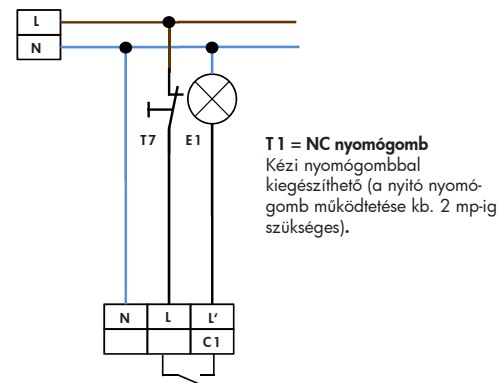 L
N
T7
E1
T1 = NC nyomógomb
Kézi nyomógombbal
kiegészíthető (a nyitó nyomó-
gomb működtetése kb. 2 mp-ig
szükséges).
N L L'
C1